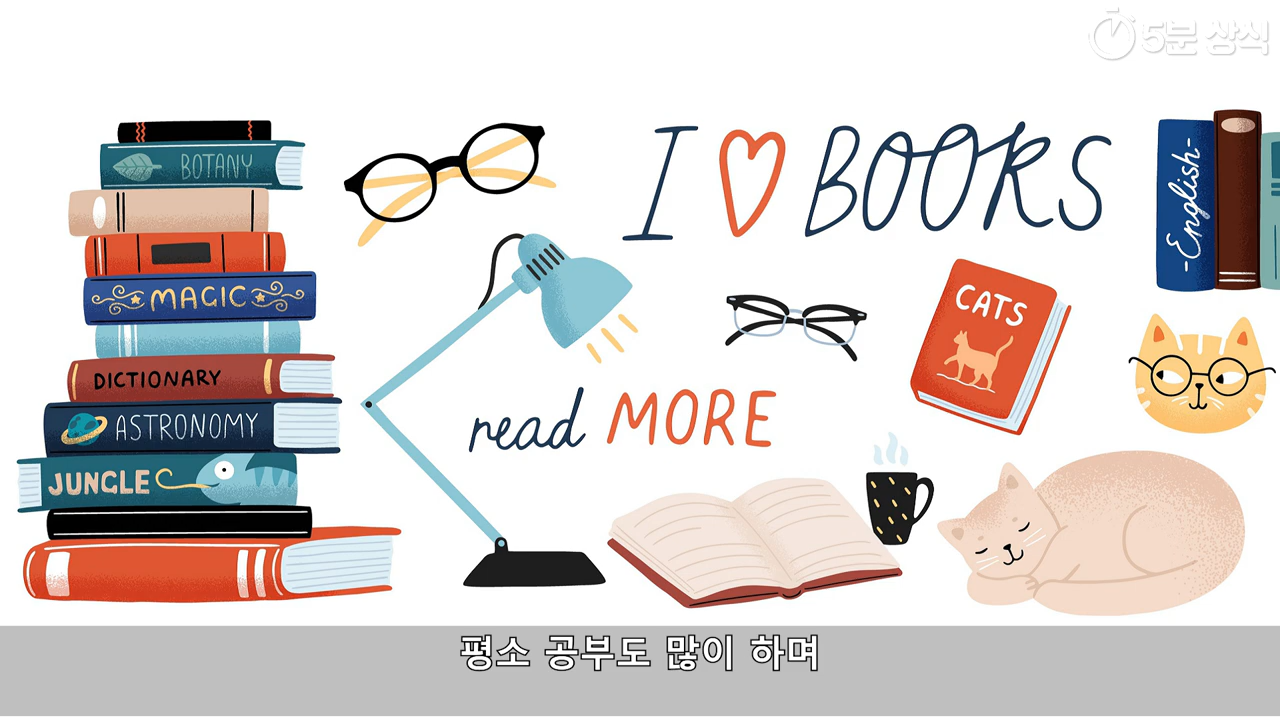 5분 상식
I ♡ BOOKS
BOTANY
MAGIC
DICTIONARY
ASTRONOMY
JUNGLE
English
CATS
read MORE
평소 공부도 많이 하며